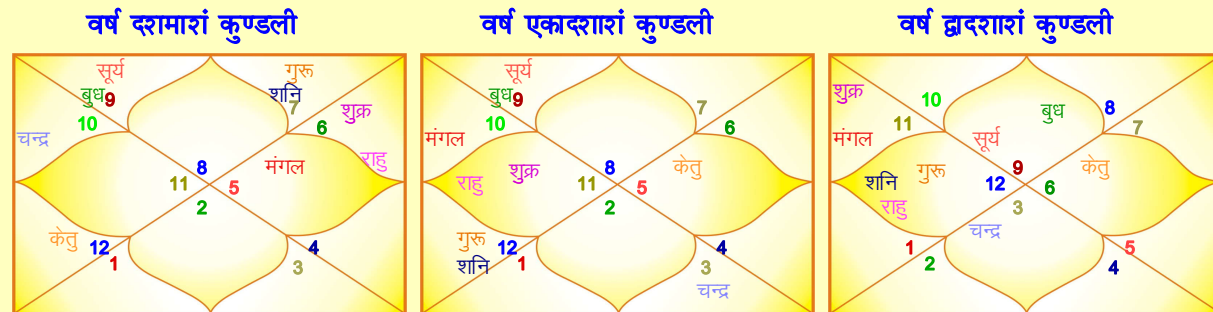 वर्ष दशमाशं कुण्डली
सूर्य
गुरू
बुध 9
शनि 7
शुक्र
10
6
चन्द्र
राहु
मंगल
8
11 5
2
केतु
12
4
1
3
वर्ष एकादशाशं कुण्डली
सूर्य
बुध 9
7
10
6
मंगल
केतु
शुक्र
8
राहु
11 5
2
गुरू
12
4
शनि
1
3
चन्द्र
वर्ष द्वादशाशं कुण्डली
शुक्र
10
बुध
8
11
7
मंगल
सूर्य
केतु
गुरू
9
शनि
12 6
राहु
3
चन्द्र
1
5
2
4